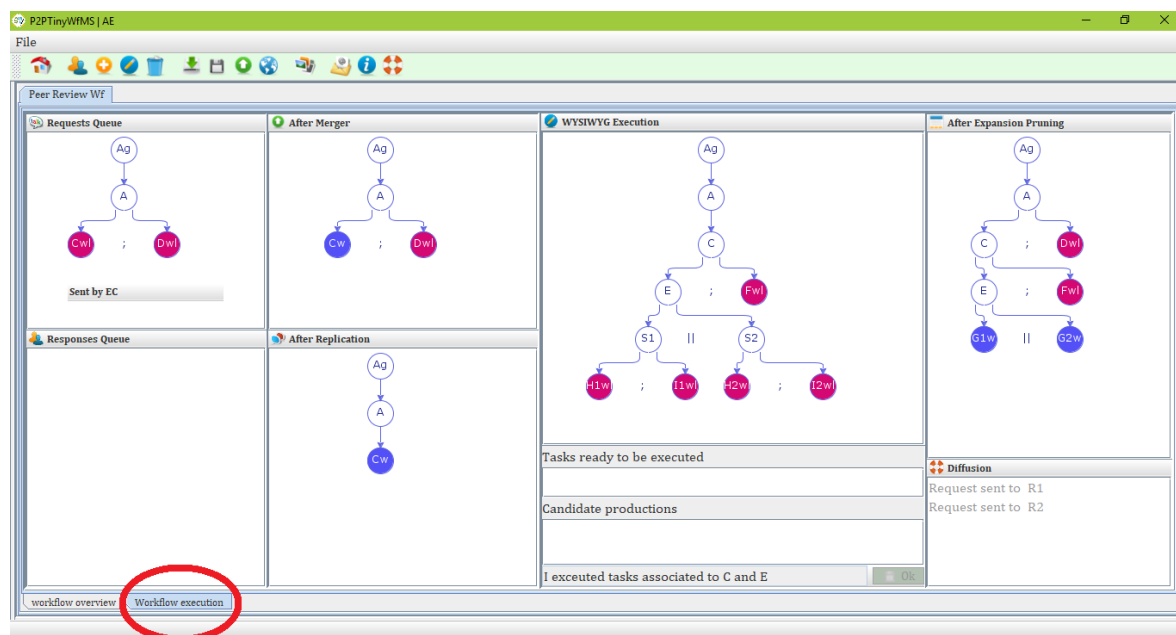 P2PTinyWfMS | AE
File
Peer Review Wf
Requests Queue
Ag
A
Cwl ; Dwl
Sent by EC
Responses Queue
After Merger
Ag
A
Cw ; Dwl
After Replication
Ag
A
Cw
WYSIWYG Execution
Ag
A
C
E ; Fwl
S1 || S2
H1wl ; I1wl H2wl ; I2wl
Tasks ready to be executed
Candidate productions
I exceuted tasks associated to C and E
Ok
After Expansion Pruning
Ag
A
C ; Dwl
E ; Fwl
G1w || G2w
Diffusion
Request sent to R1
Request sent to R2
workflow overview
Workflow execution